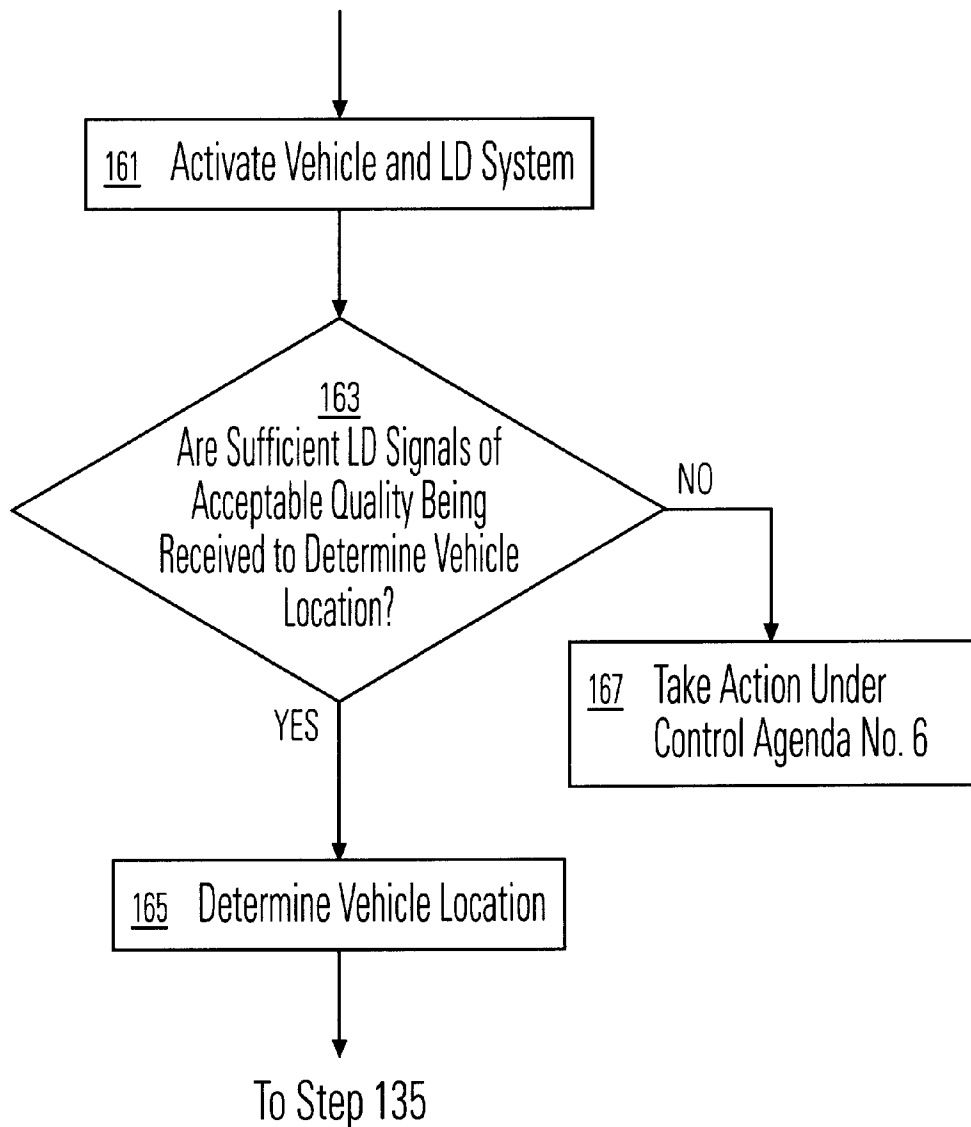 161 Activate Vehicle and LD System
163
Are Sufficient LD Signals of
Acceptable Quality Being
Received to Determine Vehicle
Location?
NO
167 Take Action Under
Control Agenda No. 6
YES
165 Determine Vehicle Location
To Step 135